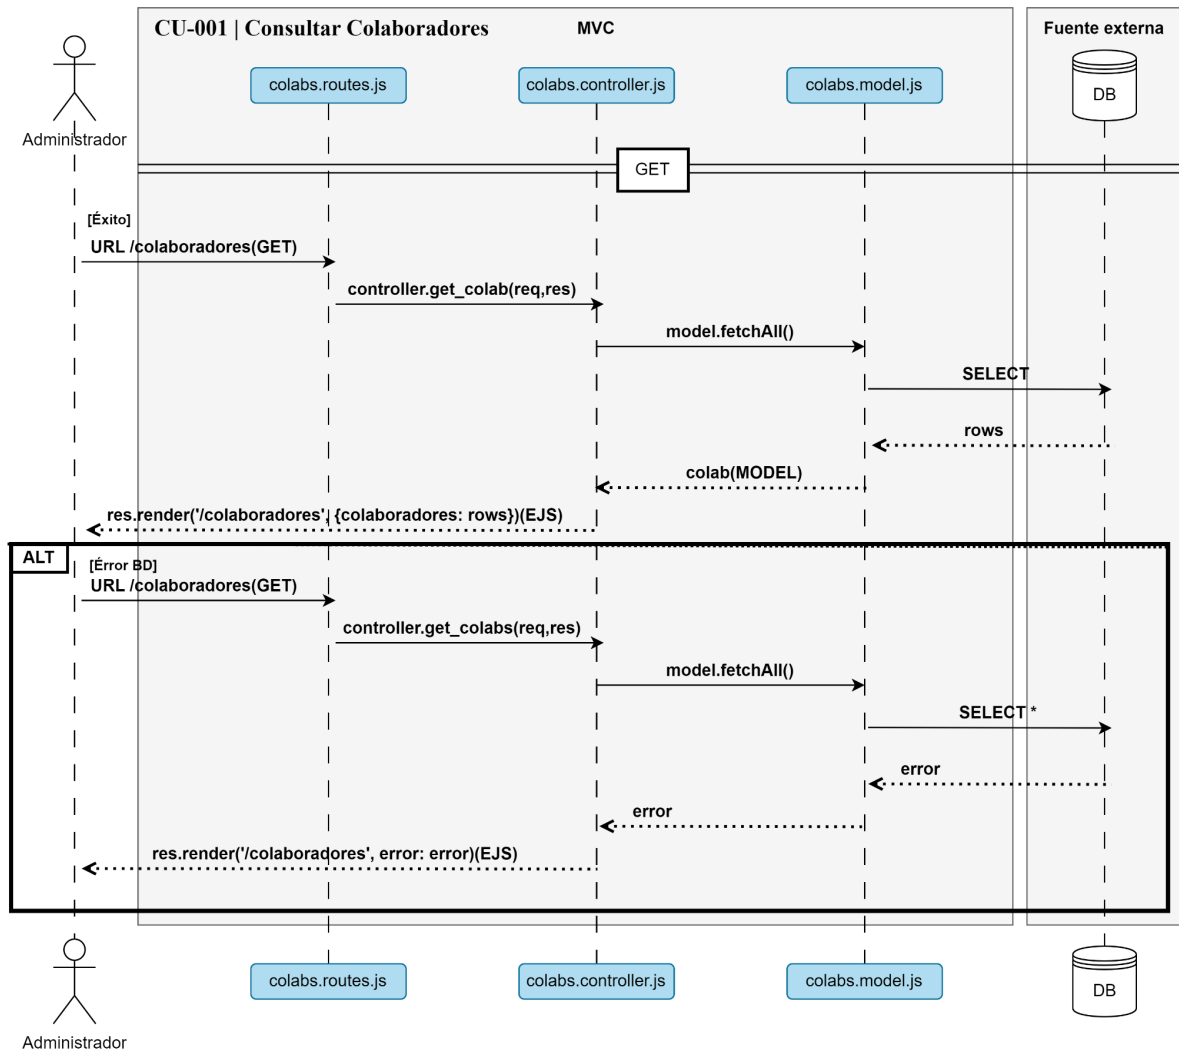 CU-001 | Consultar Colaboradores
MVC
Fuente externa
colabs.routes.js
colabs.controller.js
colabs.model.js
DB
Administrador
GET
[Éxito]
URL /colaboradores(GET)
controller.get_colab(req,res)
model.fetchAll()
SELECT
rows
colab(MODEL)
res.render('/colaboradores', {colaboradores: rows})(EJS)
ALT
[Érror BD]
URL /colaboradores(GET)
controller.get_colabs(req,res)
model.fetchAll()
SELECT *
error
error
res.render('/colaboradores', error: error)(EJS)
colabs.routes.js
colabs.controller.js
colabs.model.js
DB
Administrador